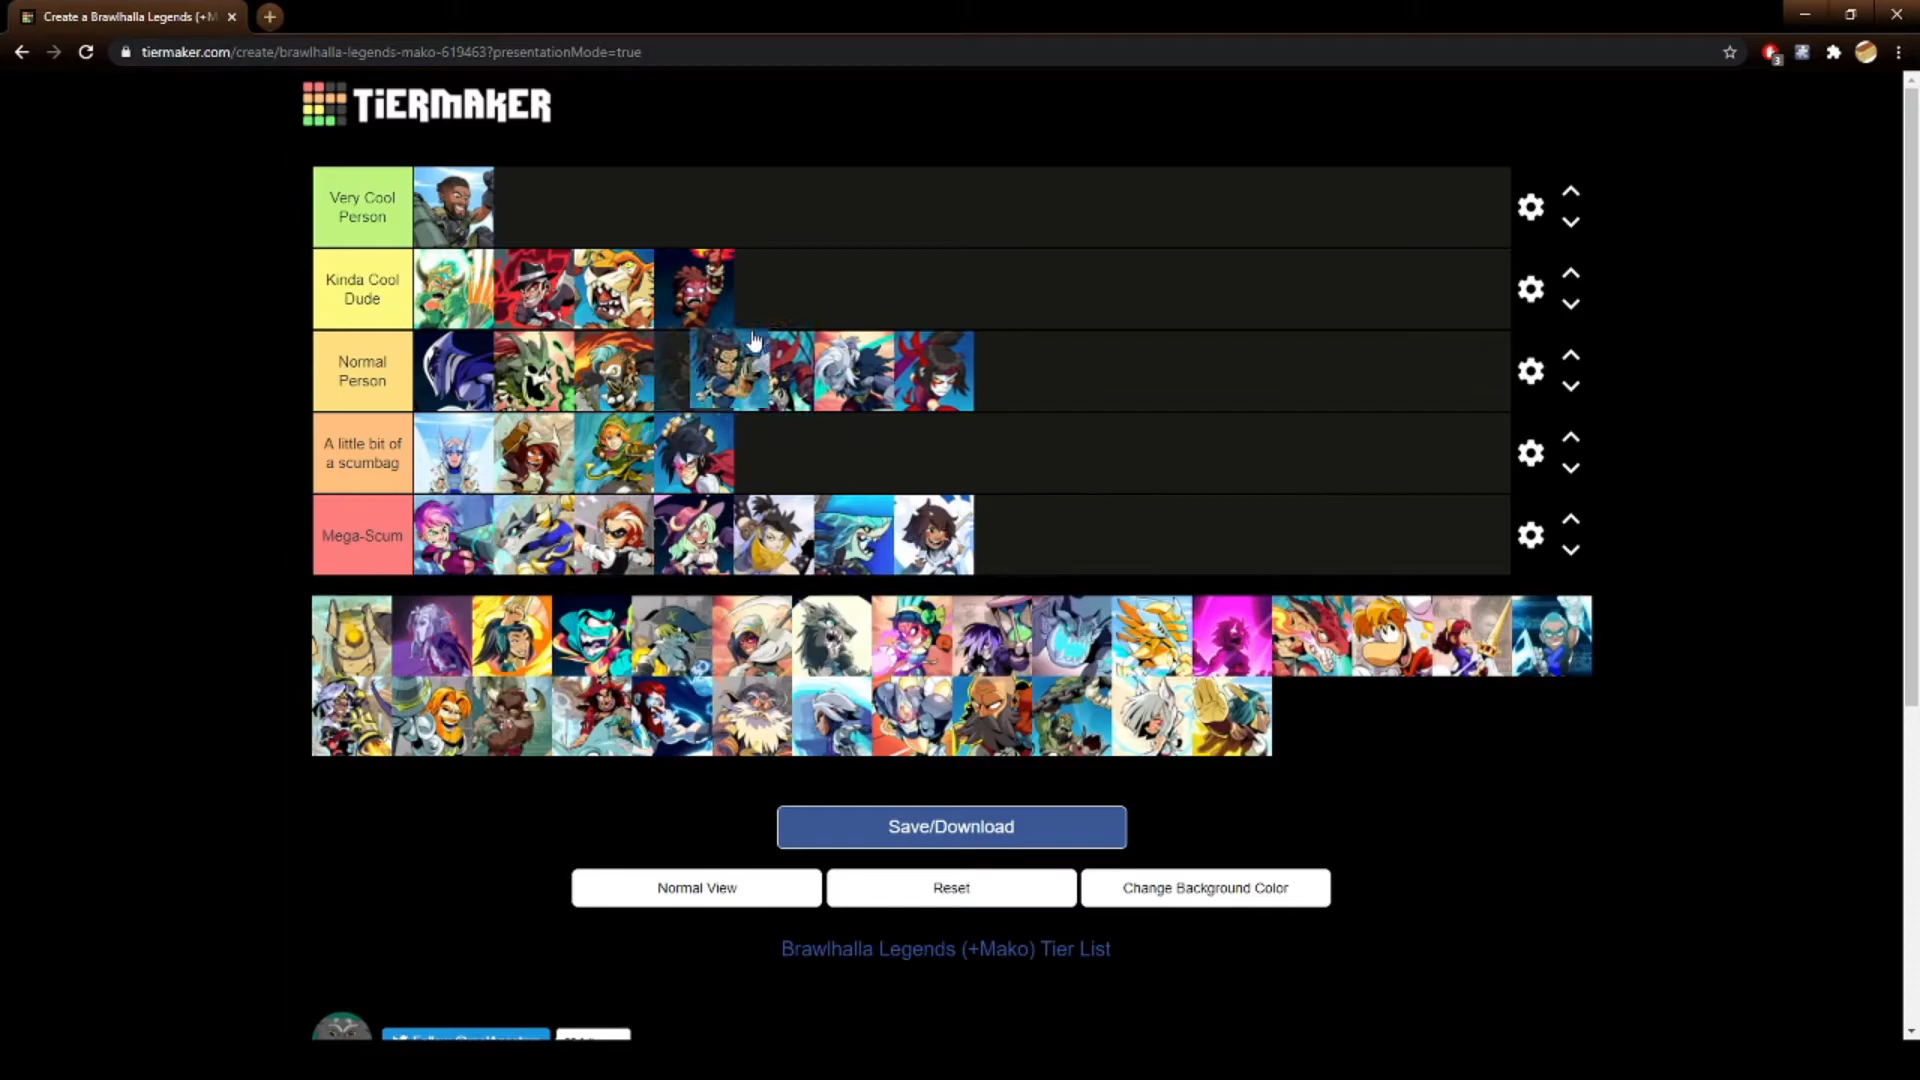 Create a Brawlhalla Legends (+M
tiermaker.com/create/brawlhalla-legends-mako-619463?presentationMode=true
3
TiERMAKER
Very Cool
Person
Kinda Cool
Dude
Normal
Person
A little bit of
a scumbag
Mega-Scum
Save/Download
Normal View
Reset
Change Background Color
Brawlhalla Legends (+Mako) Tier List